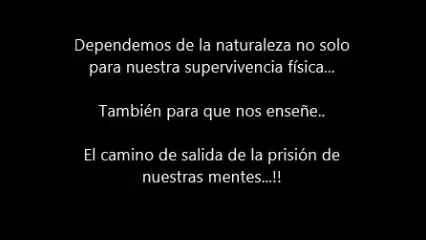 Dependemos de la naturaleza no solo
para nuestra supervivencia física...
También para que nos enseñe..
El camino de salida de la prisión de
nuestras mentes...!!